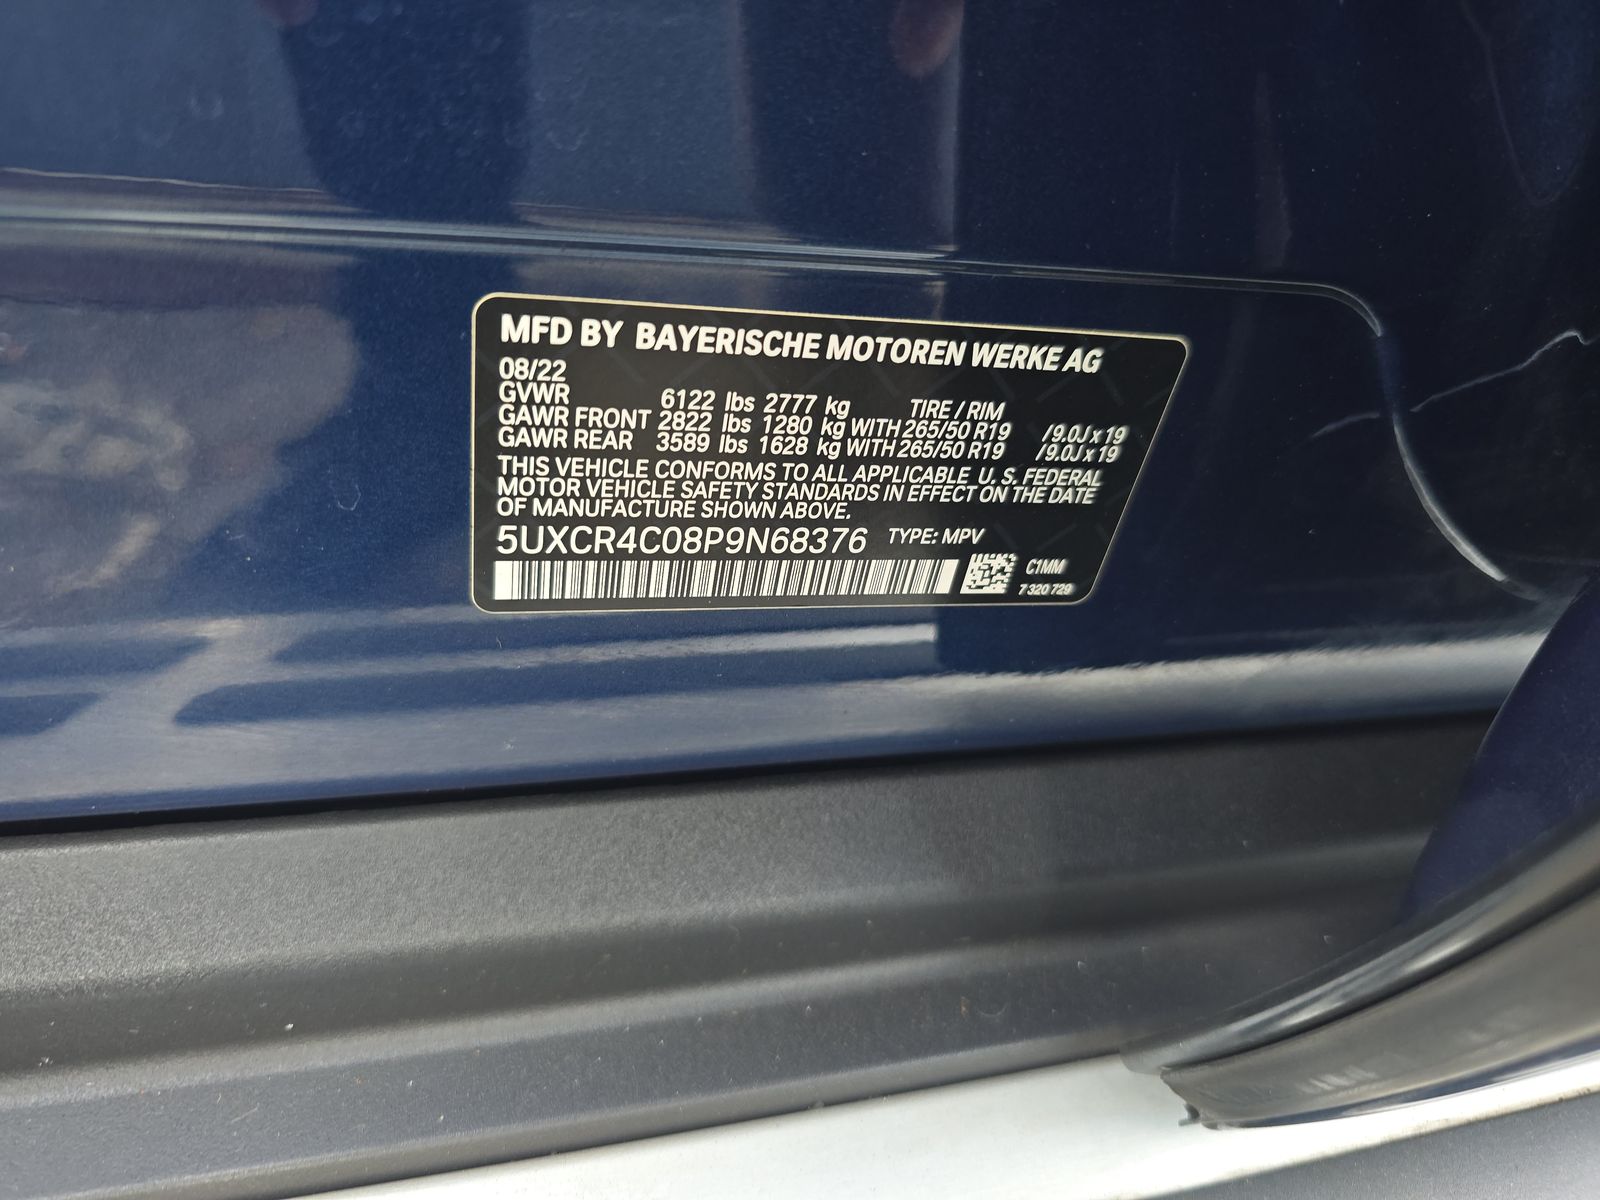 MFD BY BAYERISCHE MOTOREN WERKE AG
08/22
GVWR 6122 lbs 2777 kg TIRE / RIM
GAWR FRONT 2822 lbs 1280 kg WITH 265/50 R19 /9.0J x 19
GAWR REAR 3589 lbs 1628 kg WITH 265/50 R19 /9.0J x 19
THIS VEHICLE CONFORMS TO ALL APPLICABLE U. S. FEDERAL
MOTOR VEHICLE SAFETY STANDARDS IN EFFECT ON THE DATE
OF MANUFACTURE SHOWN ABOVE.
5UXCR4C08P9N68376 TYPE: MPV
C1MM
7 320 729